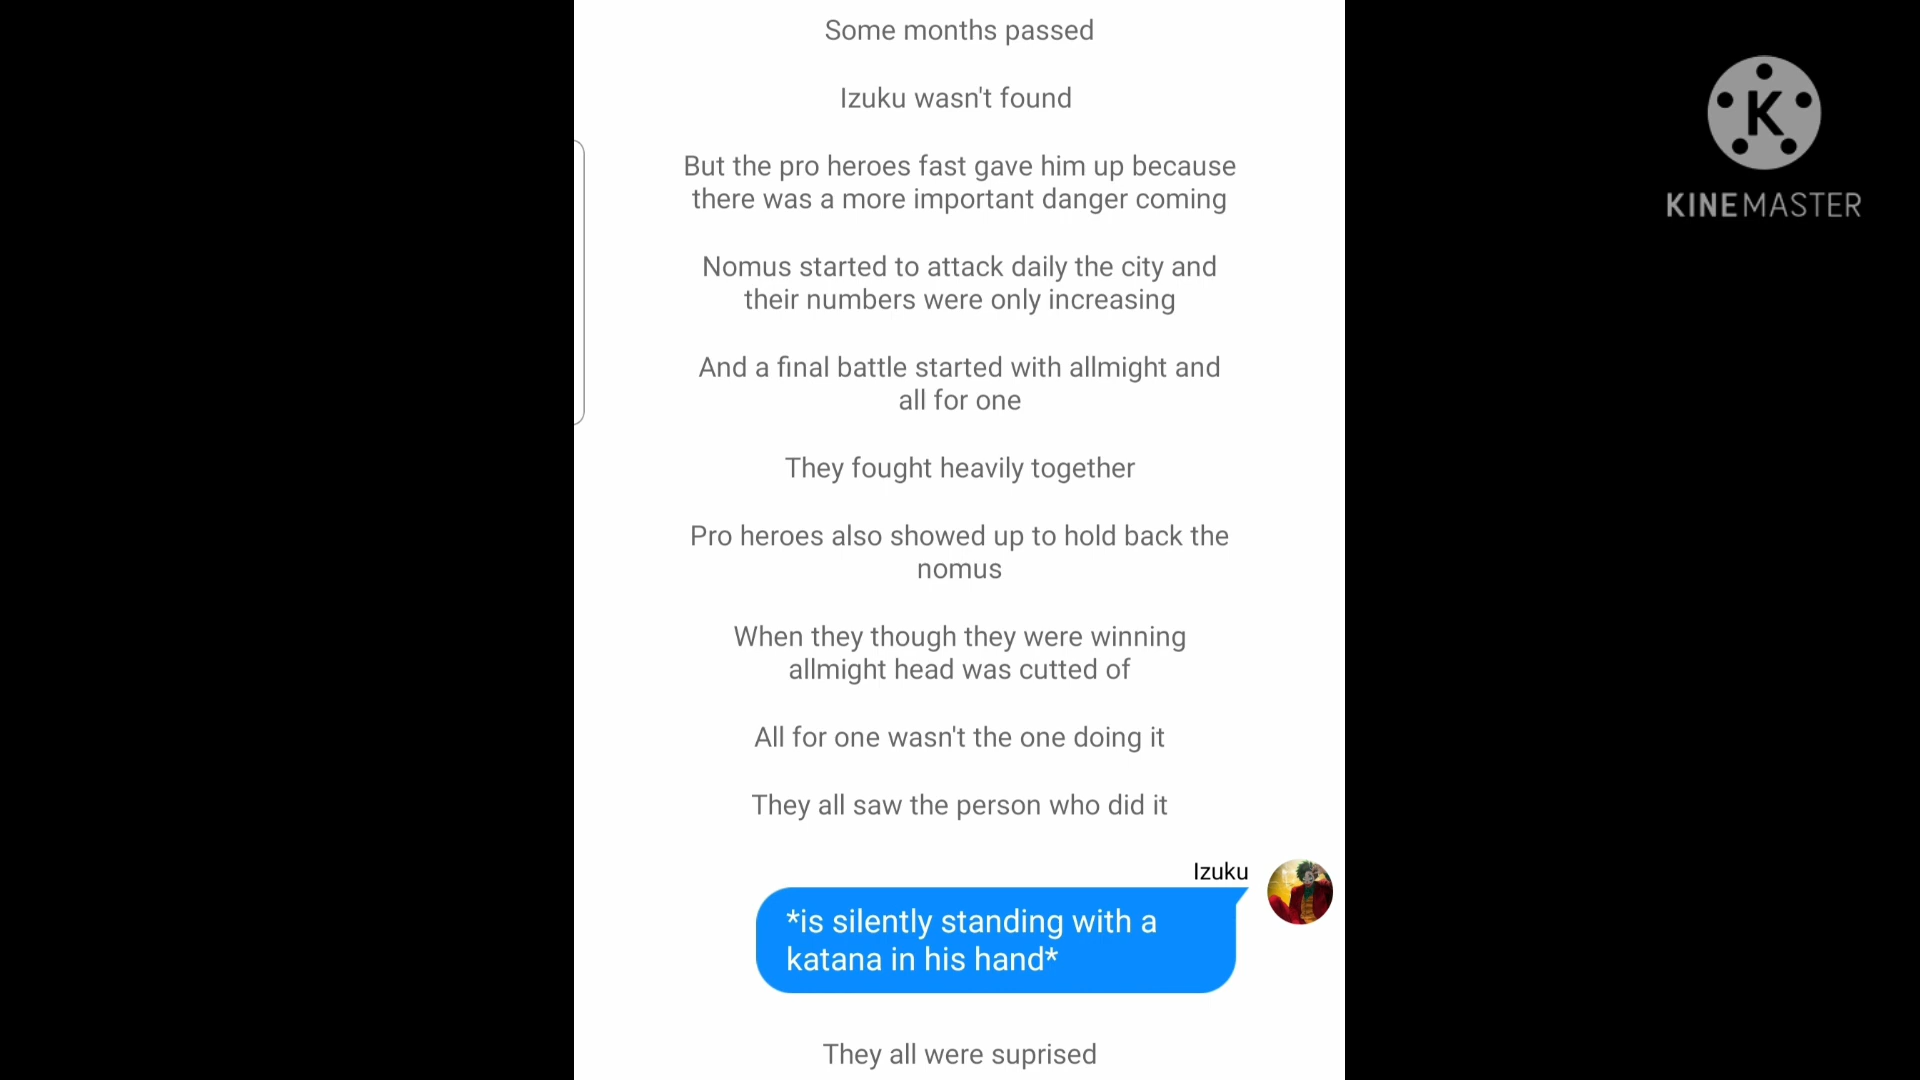 Some months passed
Izuku wasn't found
But the pro heroes fast gave him up because
there was a more important danger coming
Nomus started to attack daily the city and
their numbers were only increasing
And a final battle started with allmight and
all for one
They fought heavily together
Pro heroes also showed up to hold back the
nomus
When they though they were winning
allmight head was cutted of
All for one wasn't the one doing it
They all saw the person who did it
Izuku
*is silently standing with a
katana in his hand*
They all were suprised
K
KINEMASTER